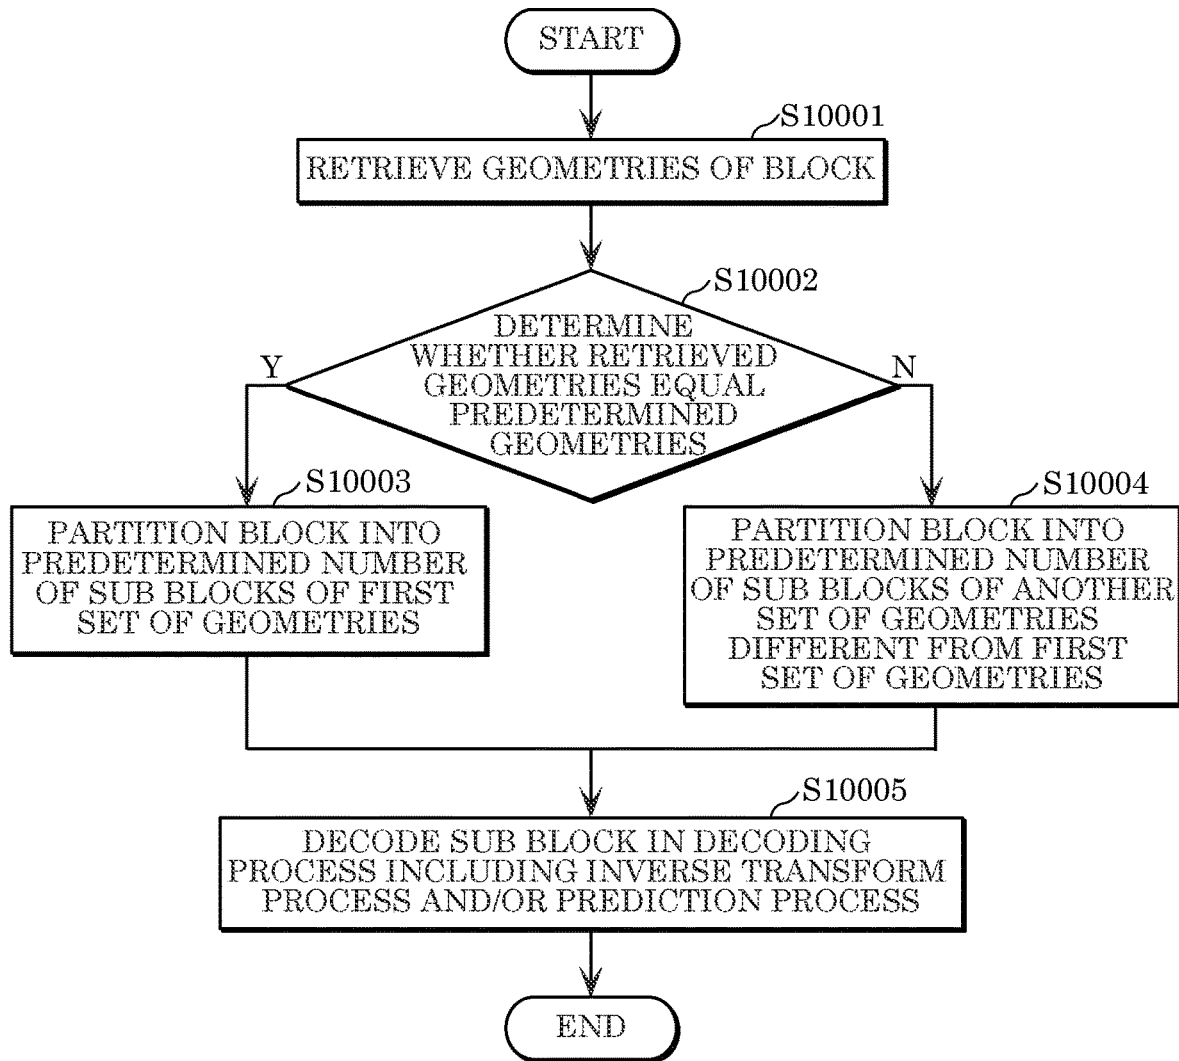 START
S10001
RETRIEVE GEOMETRIES OF BLOCK
S10002
DETERMINE
WHETHER RETRIEVED
GEOMETRIES EQUAL
PREDETERMINED
GEOMETRIES
Y
N
S10003
PARTITION BLOCK INTO
PREDETERMINED NUMBER
OF SUB BLOCKS OF FIRST
SET OF GEOMETRIES
S10004
PARTITION BLOCK INTO
PREDETERMINED NUMBER
OF SUB BLOCKS OF ANOTHER
SET OF GEOMETRIES
DIFFERENT FROM FIRST
SET OF GEOMETRIES
S10005
DECODE SUB BLOCK IN DECODING
PROCESS INCLUDING INVERSE TRANSFORM
PROCESS AND/OR PREDICTION PROCESS
END